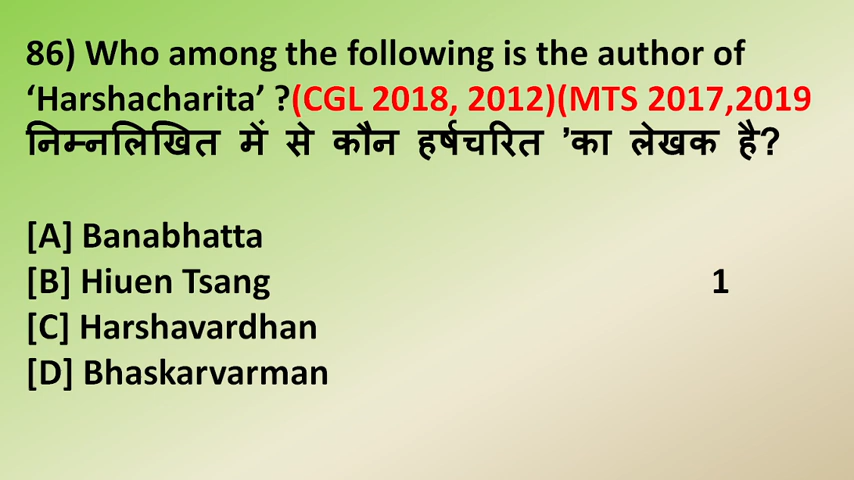 86) Who among the following is the author of
‘Harshacharita’ ?(CGL 2018, 2012)(MTS 2017,2019
निम्नलिखित में से कौन हर्षचरित ’का लेखक है?
[A] Banabhatta
[B] Hiuen Tsang 1
[C] Harshavardhan
[D] Bhaskarvarman